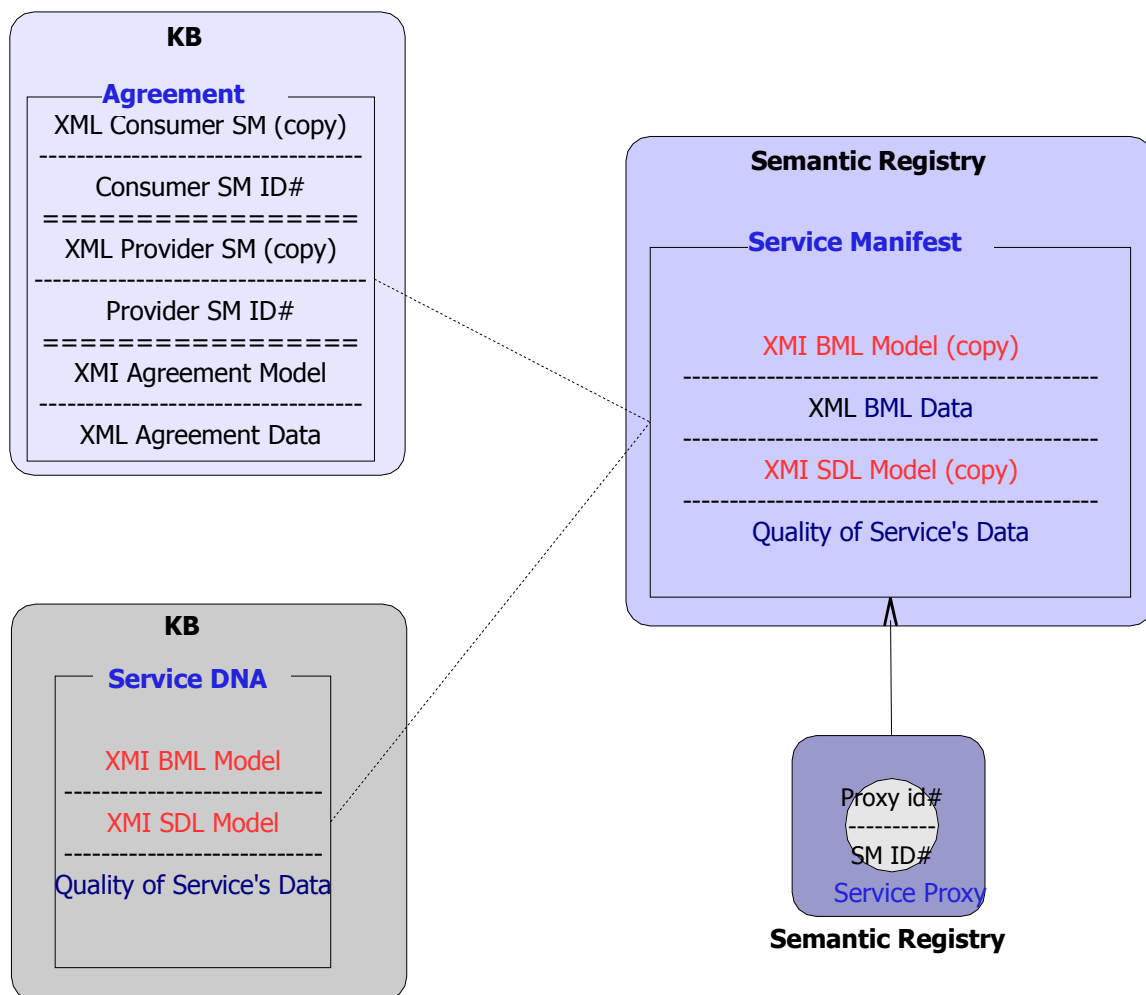 KB
Agreement
XML Consumer SM (copy)
-----------------------------------
Consumer SM ID#
=================
XML Provider SM (copy)
------------------------------------
Provider SM ID#
=================
XMI Agreement Model
-----------------------------------
XML Agreement Data
Semantic Registry
Service Manifest
XMI BML Model (copy)
---------------------------------------------
XML BML Data
---------------------------------------------
XMI SDL Model (copy)
---------------------------------------------
Quality of Service's Data
KB
Service DNA
XMI BML Model
----------------------------
XMI SDL Model
----------------------------
Quality of Service's Data
Proxy id#
----------
SM ID#
Service Proxy
Semantic Registry